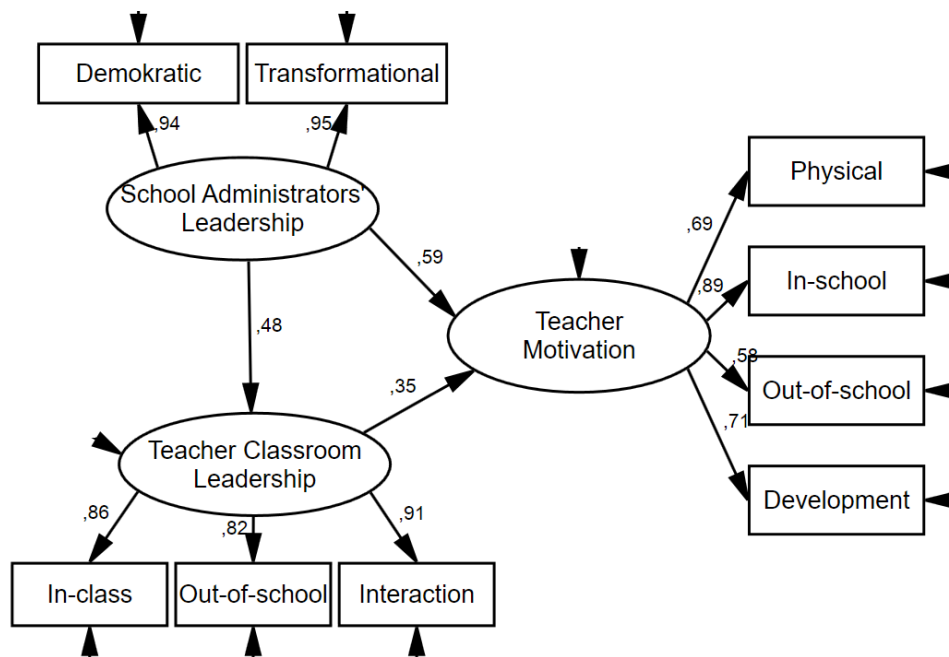 Demokratic
Transformational
,94
,95
School Administrators'
Leadership
Physical
,69
,59
In-school
,89
Teacher
Motivation
,48
,58
Out-of-school
,35
,71
Teacher Classroom
Leadership
Development
,86
,82
,91
In-class
Out-of-school
Interaction